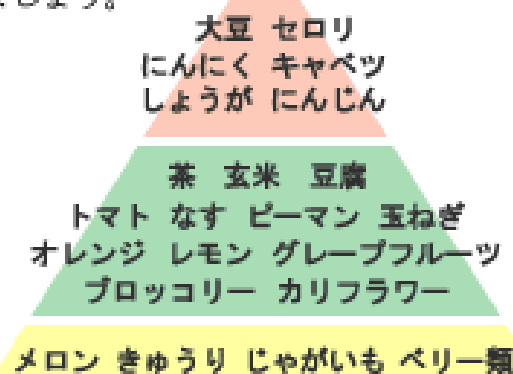 しょう。
大豆 セロリ
にんにく キャベツ
しょうが にんじん
茶 玄米 豆腐
トマト なす ピーマン 玉ねぎ
オレンジ レモン グレープフルーツ
ブロッコリー カリフラワー
メロン きゅうり じゃがいも ベリー類